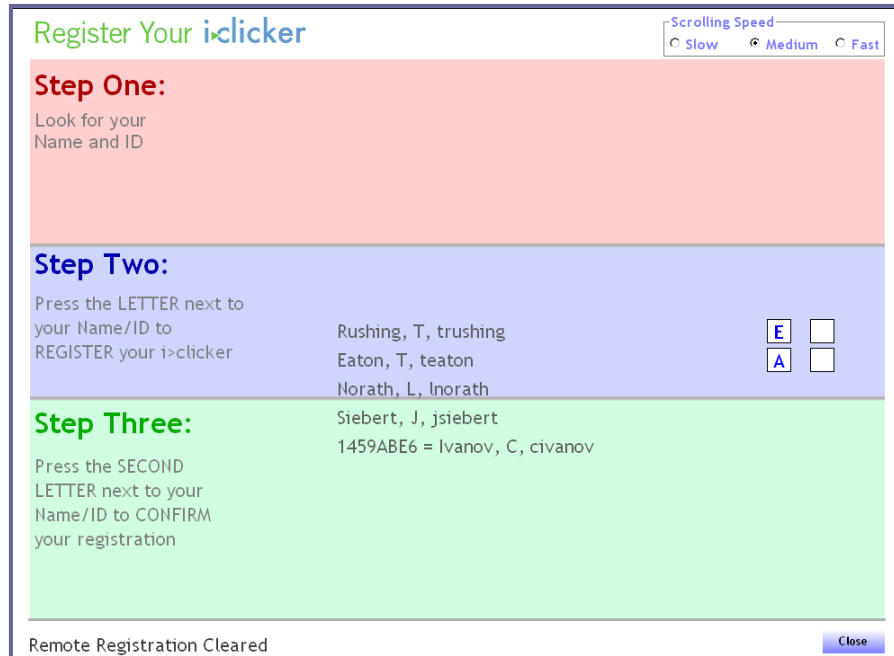 Register Your i>clicker
Scrolling Speed
Slow Medium Fast
Step One:
Look for your
Name and ID
Step Two:
Press the LETTER next to
your Name/ID to
REGISTER your i>clicker
Rushing, T, trushing
E
Eaton, T, teaton
A
Norath, L, lnorath
Step Three:
Siebert, J, jsiebert
1459ABE6 = Ivanov, C, civanov
Press the SECOND
LETTER next to your
Name/ID to CONFIRM
your registration
Remote Registration Cleared
Close